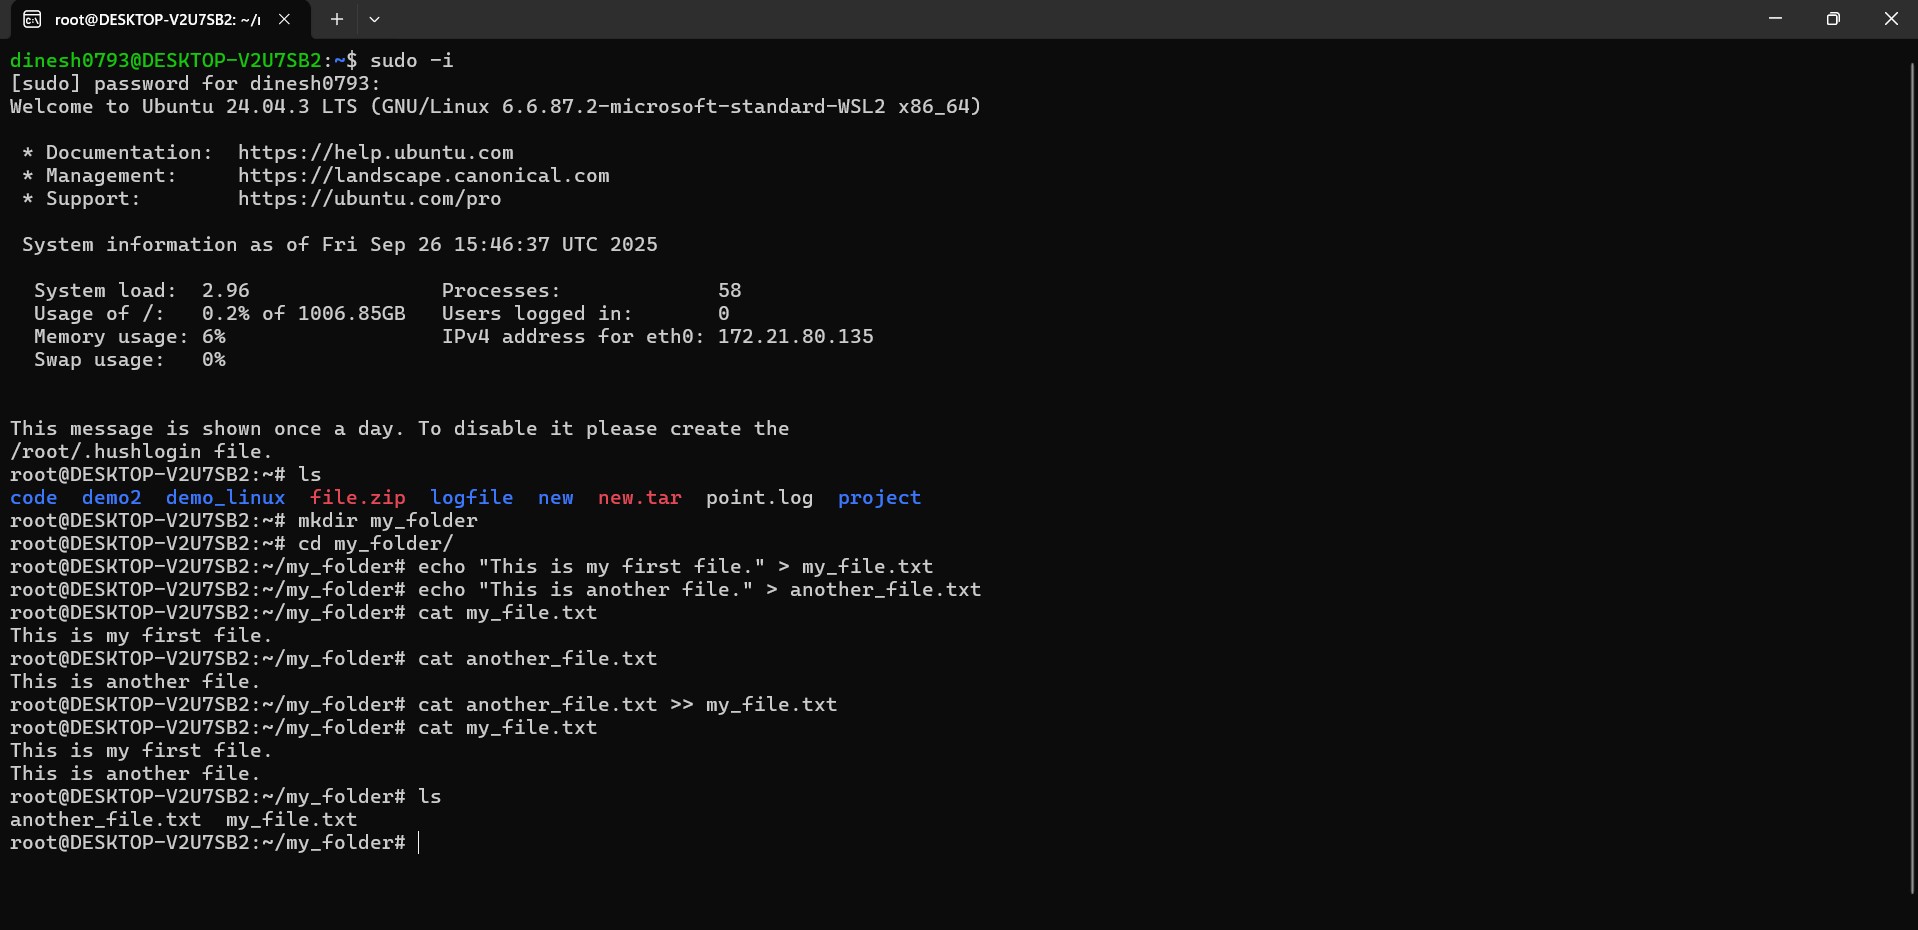 root@DESKTOP-V2U7SB2: ~/
dinesh0793@DESKTOP-V2U7SB2:~$ sudo -i
[sudo] password for dinesh0793:
Welcome to Ubuntu 24.04.3 LTS (GNU/Linux 6.6.87.2-microsoft-standard-WSL2 x86_64)
* Documentation:  https://help.ubuntu.com
* Management:     https://landscape.canonical.com
* Support:        https://ubuntu.com/pro
System information as of Fri Sep 26 15:46:37 UTC 2025
System load:  2.96                Processes:             58
Usage of /:   0.2% of 1006.85GB   Users logged in:       0
Memory usage: 6%                  IPv4 address for eth0: 172.21.80.135
Swap usage:   0%
This message is shown once a day. To disable it please create the
/root/.hushlogin file.
root@DESKTOP-V2U7SB2:~# ls
code  demo2  demo_linux  file.zip  logfile  new  new.tar  point.log  project
root@DESKTOP-V2U7SB2:~# mkdir my_folder
root@DESKTOP-V2U7SB2:~# cd my_folder/
root@DESKTOP-V2U7SB2:~/my_folder# echo "This is my first file." > my_file.txt
root@DESKTOP-V2U7SB2:~/my_folder# echo "This is another file." > another_file.txt
root@DESKTOP-V2U7SB2:~/my_folder# cat my_file.txt
This is my first file.
root@DESKTOP-V2U7SB2:~/my_folder# cat another_file.txt
This is another file.
root@DESKTOP-V2U7SB2:~/my_folder# cat another_file.txt >> my_file.txt
root@DESKTOP-V2U7SB2:~/my_folder# cat my_file.txt
This is my first file.
This is another file.
root@DESKTOP-V2U7SB2:~/my_folder# ls
another_file.txt  my_file.txt
root@DESKTOP-V2U7SB2:~/my_folder#